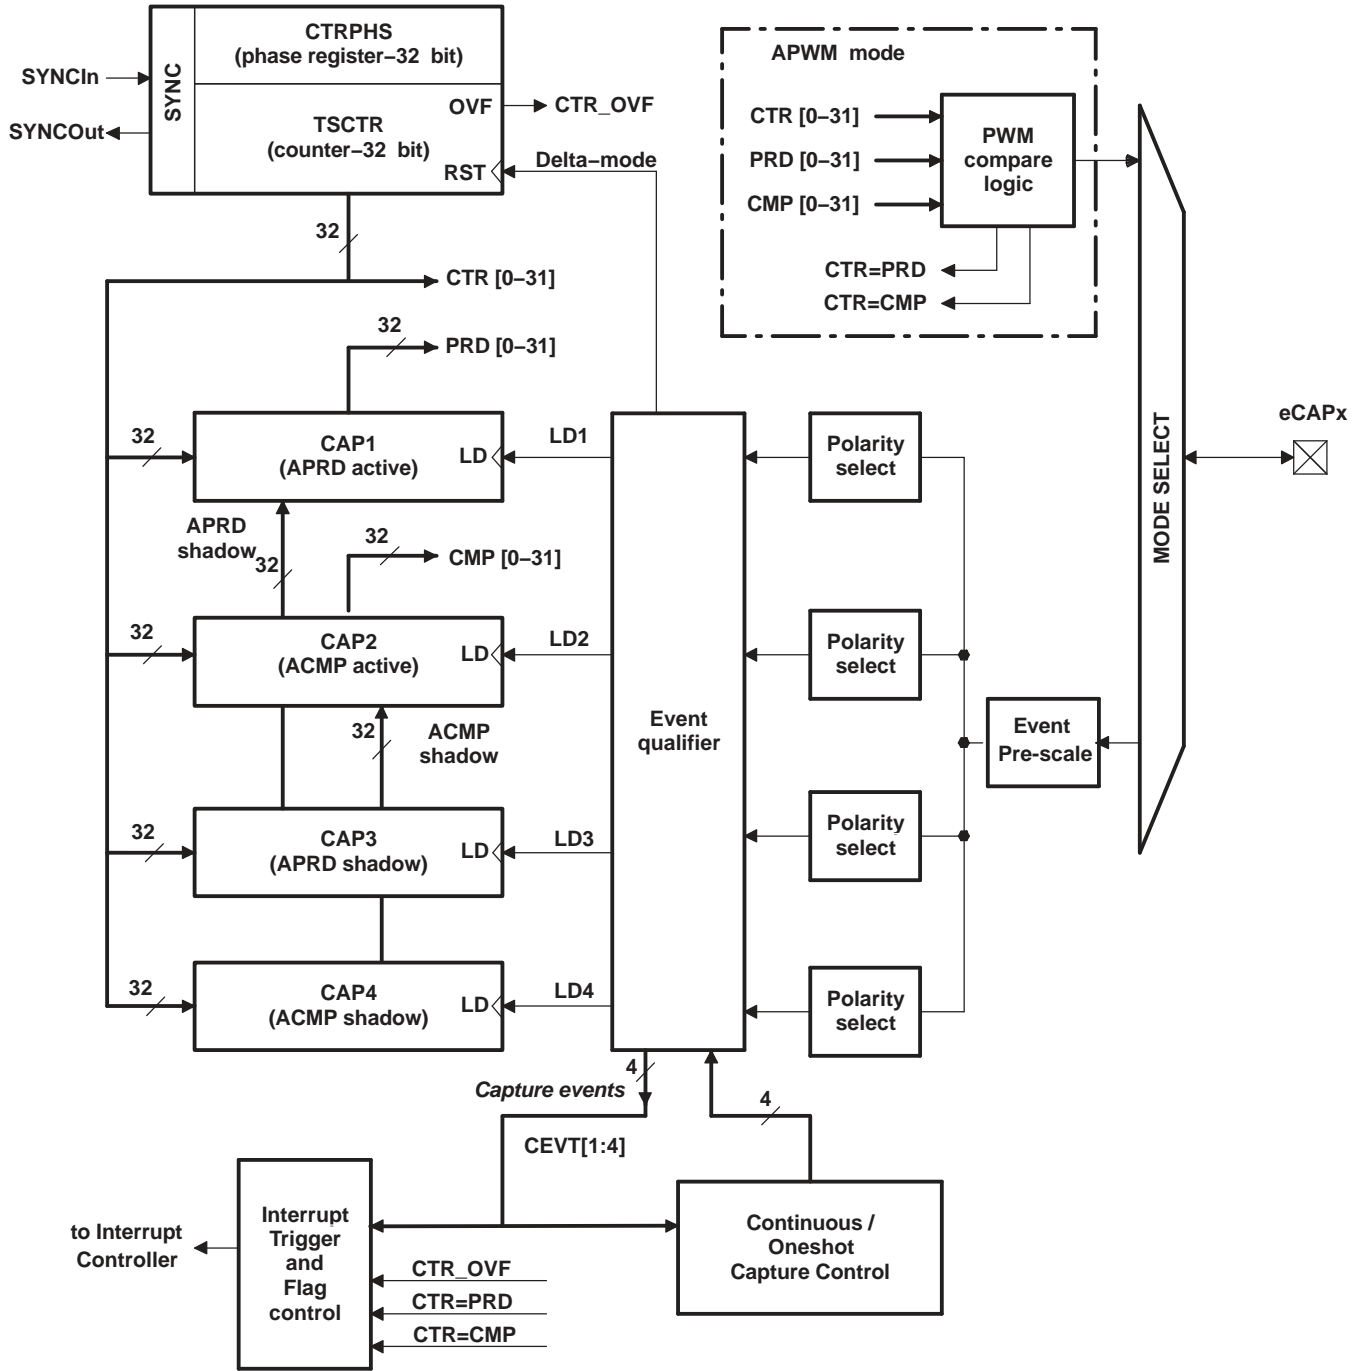 CTRPHS
(phase register−32 bit)
APWM mode
SYNCIn
SYNC
OVF
CTR_OVF
SYNCOut
TSCTR
(counter−32 bit)
RST
Delta−mode
CTR [0−31]
PRD [0−31]
CMP [0−31]
PWM
compare
logic
CTR=PRD
CTR=CMP
32
CTR [0−31]
32
PRD [0−31]
32
CAP1
(APRD active)
LD
LD1
Polarity
select
MODE SELECT
eCAPx
APRD
shadow
32
32
CMP [0−31]
32
CAP2
(ACMP active)
LD
LD2
Polarity
select
32
ACMP
shadow
Event
qualifier
Event
Pre-scale
32
CAP3
(APRD shadow)
LD
LD3
Polarity
select
32
CAP4
(ACMP shadow)
LD
LD4
Polarity
select
4
Capture events
4
CEVT[1:4]
to Interrupt
Controller
Interrupt
Trigger
and
Flag
control
CTR_OVF
CTR=PRD
CTR=CMP
Continuous /
Oneshot
Capture Control